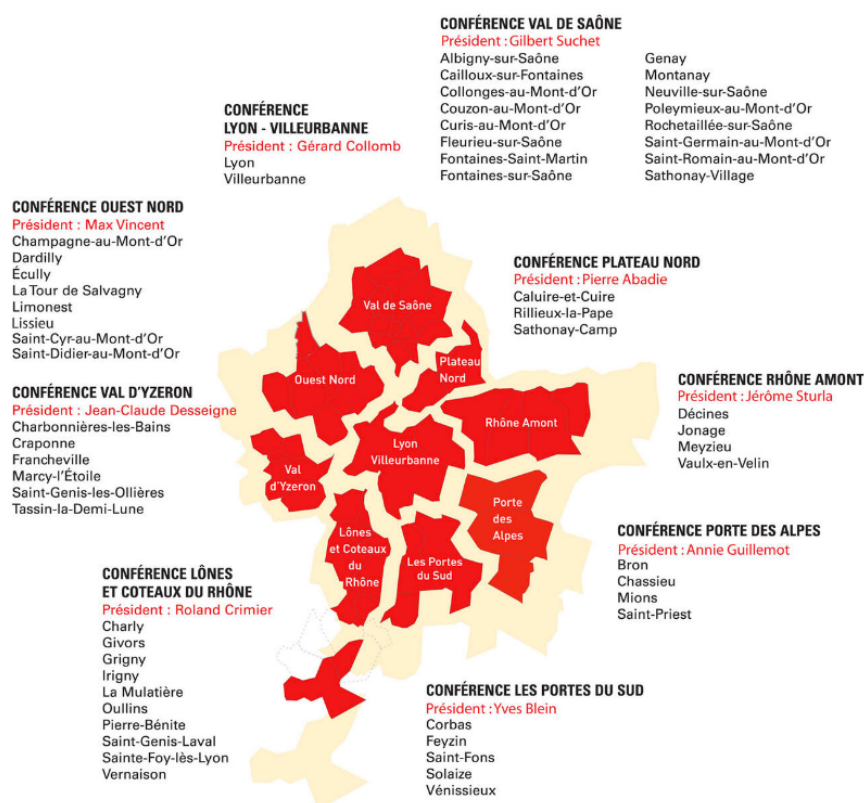 CONFÉRENCE VAL DE SAÔNE
Président : Gilbert Suchet
Albigny-sur-Saône
Cailloux-sur-Fontaines
Collonges-au-Mont-d'Or
Couzon-au-Mont-d'Or
Curis-au-Mont-d'Or
Fleurieu-sur-Saône
Fontaines-Saint-Martin
Fontaines-sur-Saône
Genay
Montanay
Neuville-sur-Saône
Poleymieux-au-Mont-d'Or
Rochetaillée-sur-Saône
Saint-Germain-au-Mont-d'Or
Saint-Romain-au-Mont-d'Or
Sathonay-Village
CONFÉRENCE
LYON - VILLEURBANNE
Président : Gérard Collomb
Lyon
Villeurbanne
CONFÉRENCE OUEST NORD
Président : Max Vincent
Champagne-au-Mont-d'Or
Dardilly
Écully
La Tour de Salvagny
Limonest
Lissieu
Saint-Cyr-au-Mont-d'Or
Saint-Didier-au-Mont-d'Or
CONFÉRENCE PLATEAU NORD
Président : Pierre Abadie
Caluire-et-Cuire
Rillieux-la-Pape
Sathonay-Camp
CONFÉRENCE VAL D'YZERON
Président : Jean-Claude Desseigne
Charbonnières-les-Bains
Craponne
Francheville
Marcy-l'Étoile
Saint-Genis-les-Ollières
Tassin-la-Demi-Lune
CONFÉRENCE RHÔNE AMONT
Président : Jérôme Sturla
Décines
Jonage
Meyzieu
Vaulx-en-Velin
Val de Saône
Ouest Nord
Plateau
Nord
Rhône Amont
Lyon
Villeurbanne
Val
d'Yzeron
Porte
des
Alpes
Lônes
et Coteaux
du
Rhône
Les Portes
du Sud
CONFÉRENCE PORTE DES ALPES
Président : Annie Guillemot
Bron
Chassieu
Mions
Saint-Priest
CONFÉRENCE LÔNES
ET COTEAUX DU RHÔNE
Président : Roland Crimier
Charly
Givors
Grigny
Irigny
La Mulatière
Oullins
Pierre-Bénite
Saint-Genis-Laval
Sainte-Foy-lès-Lyon
Vernaison
CONFÉRENCE LES PORTES DU SUD
Président : Yves Blein
Corbas
Feyzin
Saint-Fons
Solaize
Vénissieux